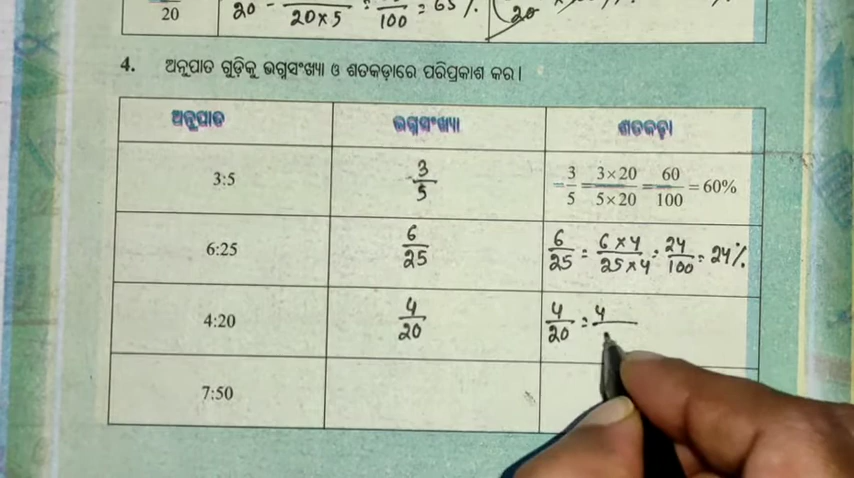 20
20 20×5 = 100 = 65 %
20
4. ଅନୁପାତ ଗୁଡ଼ିକୁ ଭଗ୍ନସଂଖ୍ୟା ଓ ଶତକଡ଼ାରେ ପରିପ୍ରକାଶ କର।
ଅନୁପାତ ଭଗ୍ନସଂଖ୍ୟା ଶତକଡ଼ା
3:5 3/5 3/5 = 3×20/5×20 = 60/100 = 60%
6:25 6/25 6/25 = 6×4/25×4 = 24/100 = 24%
4:20 4/20 4/20 = 4
7:50